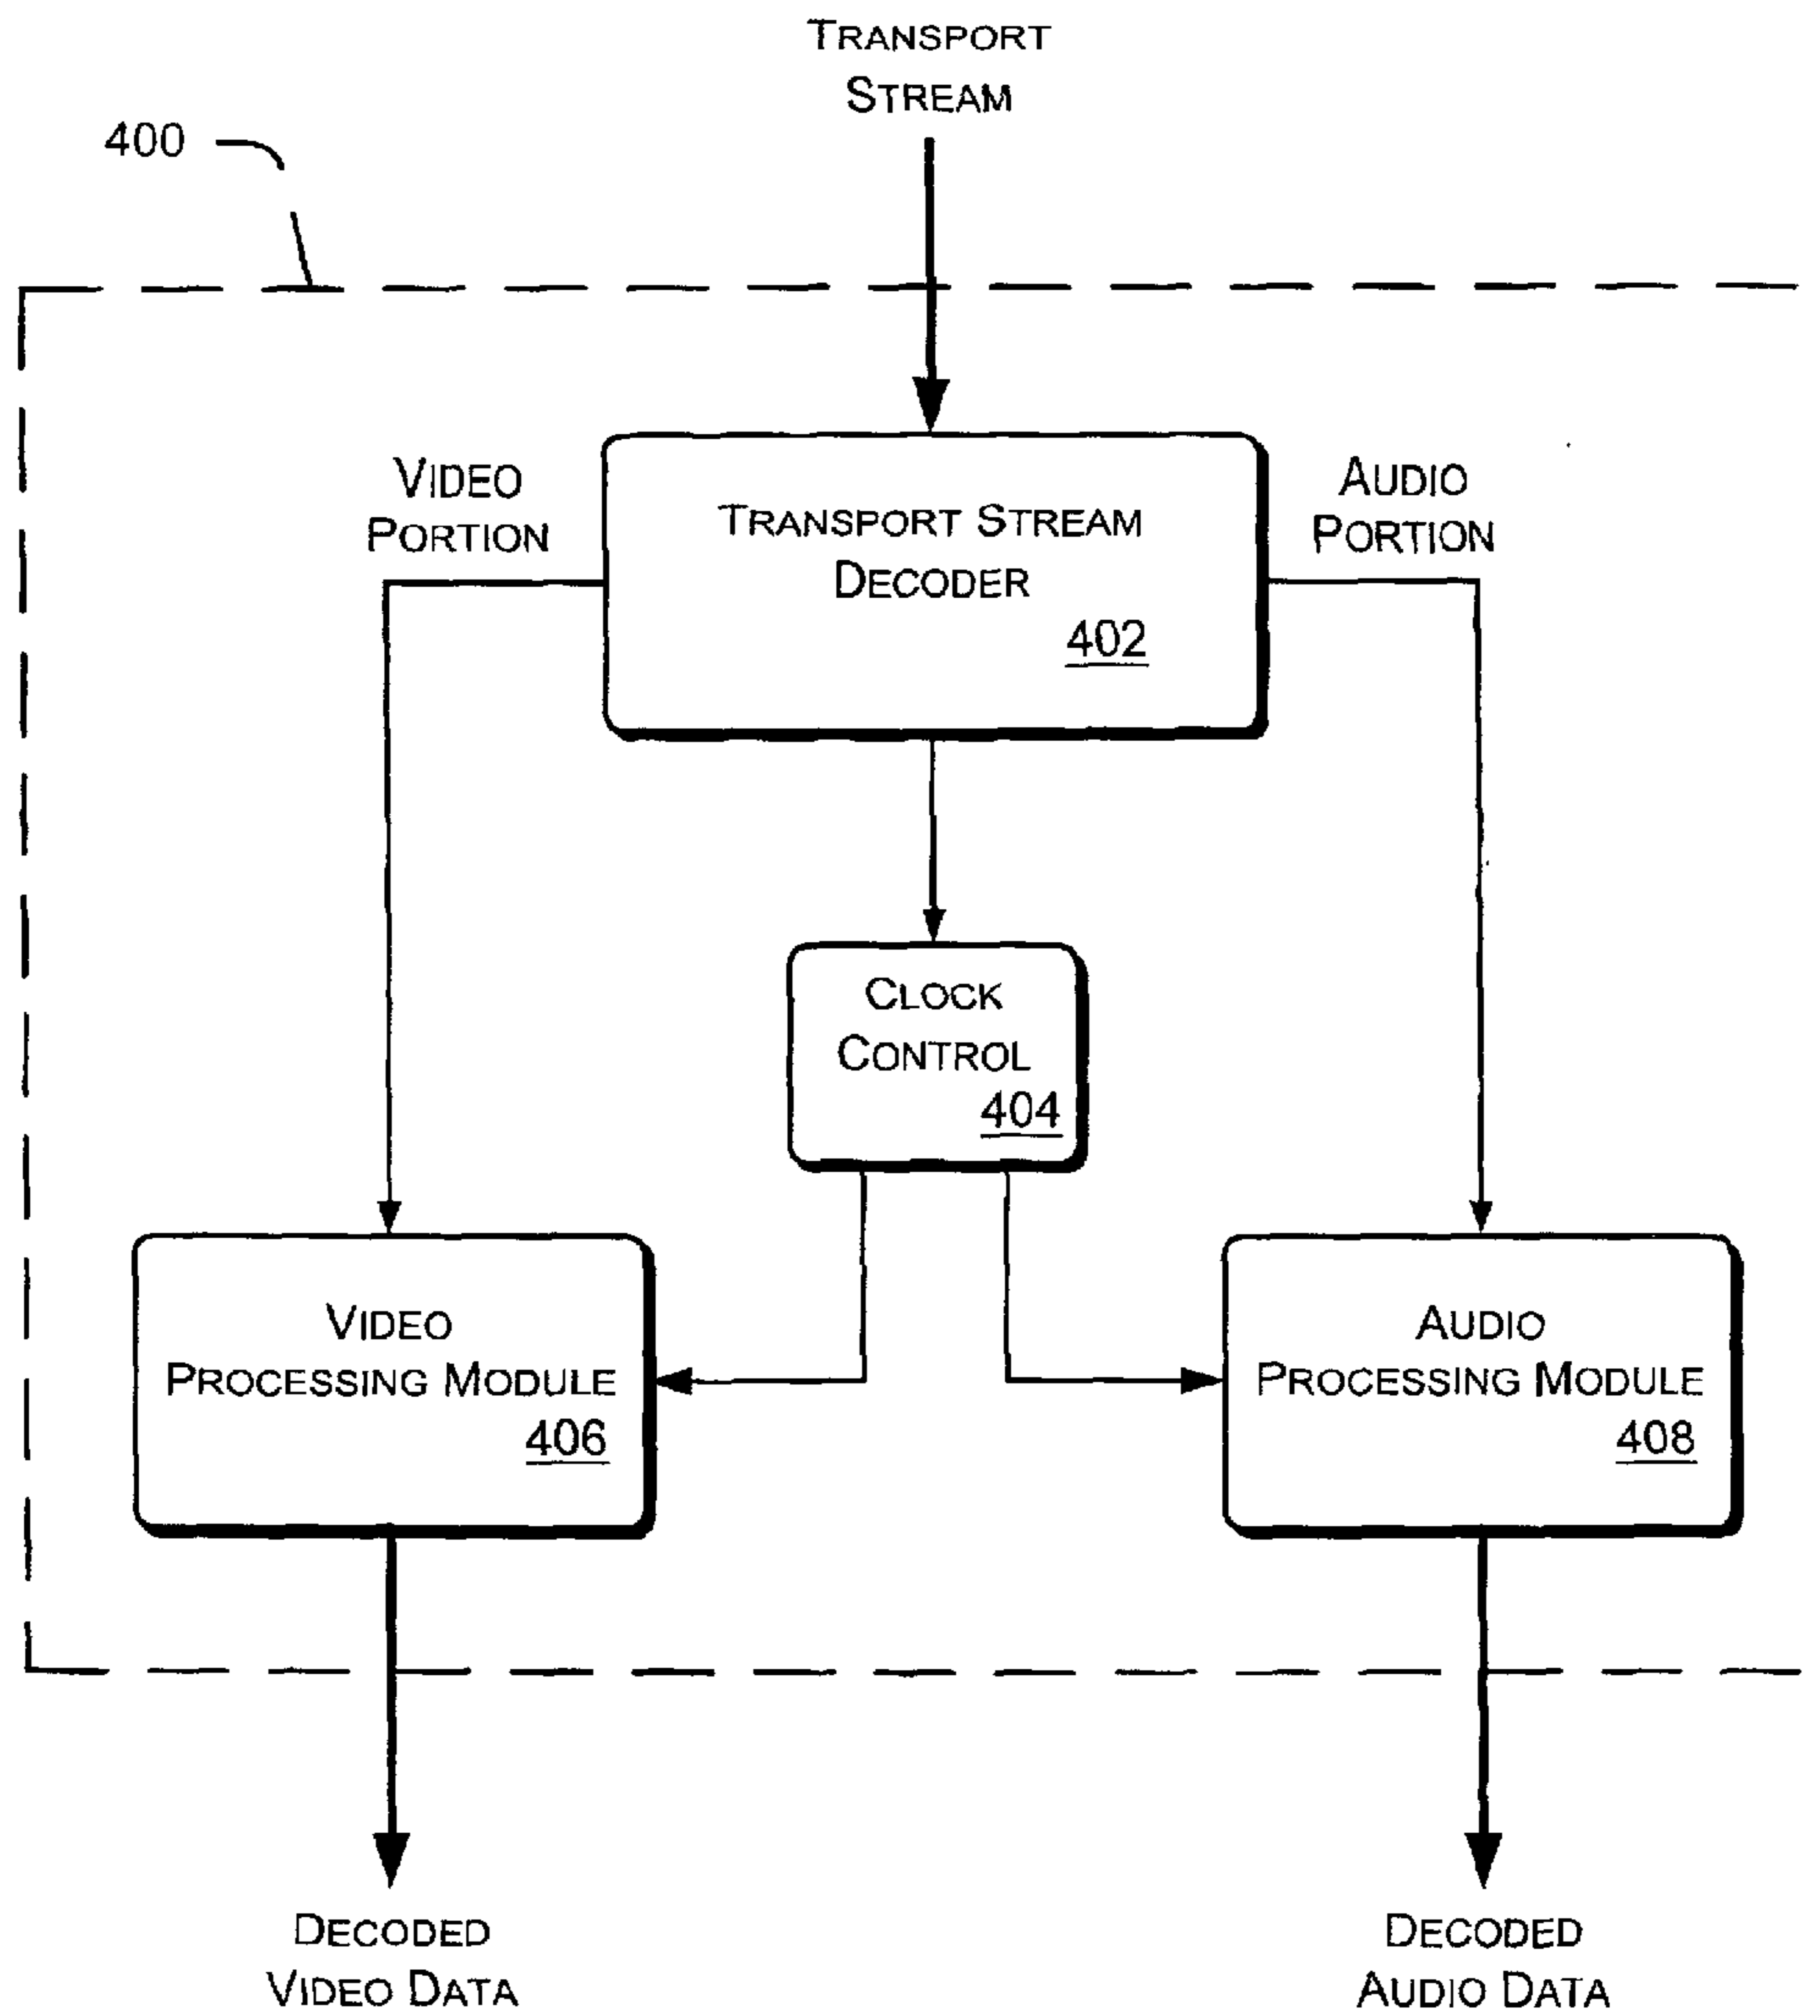 TRANSPORT
STREAM
400
VIDEO
PORTION
TRANSPORT STREAM
DECODER
402
AUDIO
PORTION
CLOCK
CONTROL
404
VIDEO
PROCESSING MODULE
406
AUDIO
PROCESSING MODULE
408
DECODED
VIDEO DATA
DECODED
AUDIO DATA